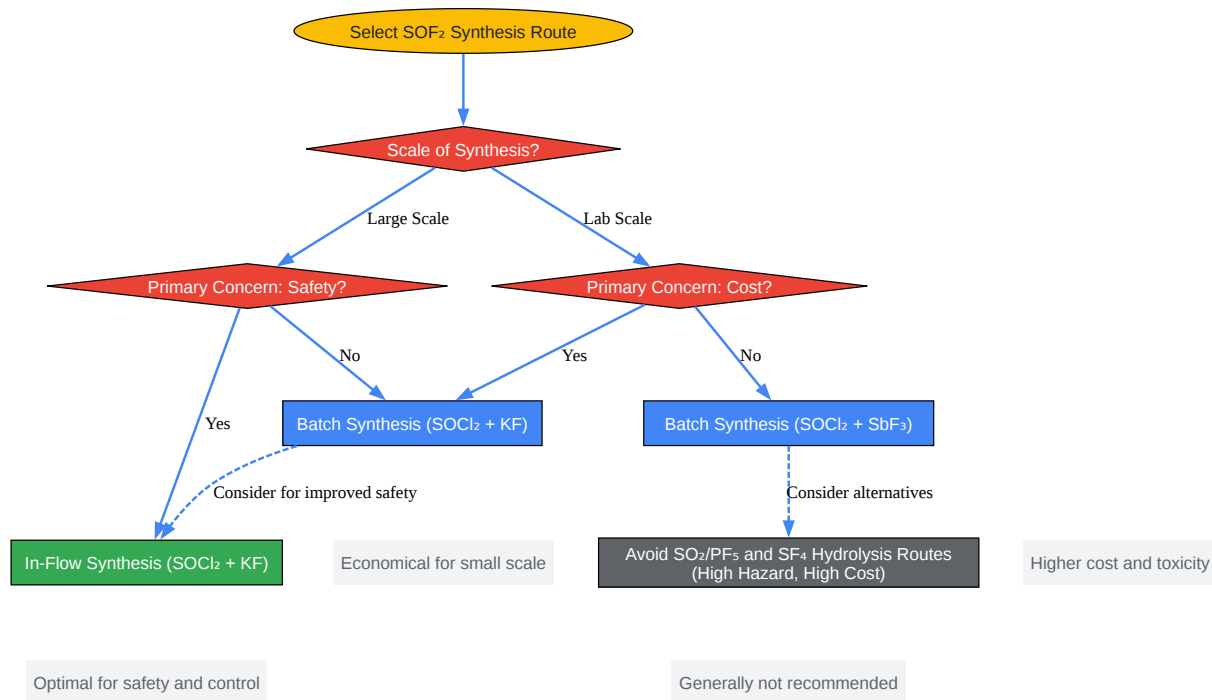 Select SOF₂ Synthesis Route
Scale of Synthesis?
Large Scale
Lab Scale
Primary Concern: Safety?
Primary Concern: Cost?
No
Yes
No
Yes
Batch Synthesis (SOCl₂ + KF)
Batch Synthesis (SOCl₂ + SbF₃)
Consider for improved safety
Consider alternatives
In-Flow Synthesis (SOCl₂ + KF)
Economical for small scale
Avoid SO₂/PF₅ and SF₄ Hydrolysis Routes
(High Hazard, High Cost)
Higher cost and toxicity
Optimal for safety and control
Generally not recommended